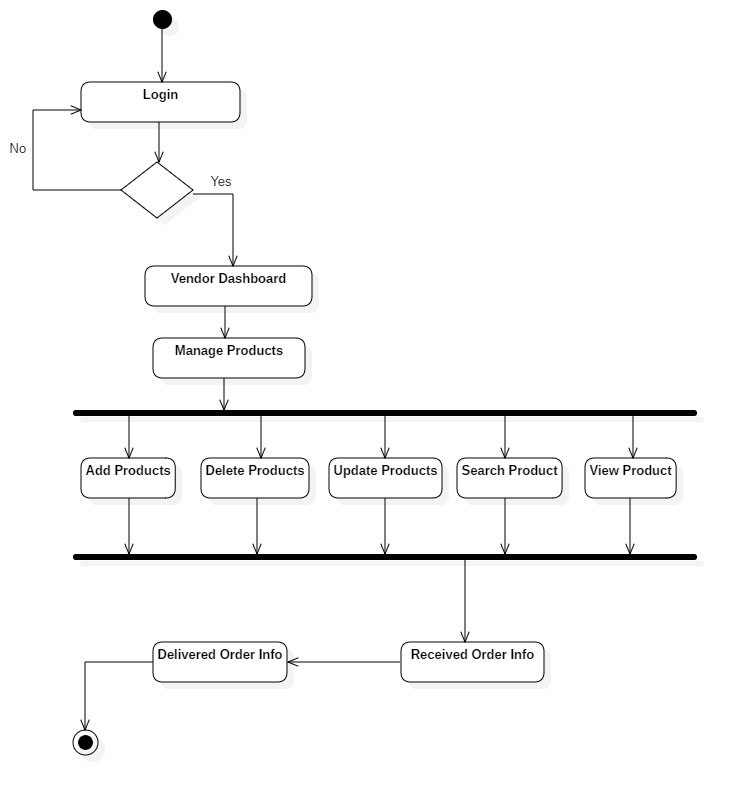 Login
No
Yes
Vendor Dashboard
Manage Products
Add Products
Delete Products
Update Products
Search Product
View Product
Delivered Order Info
Received Order Info